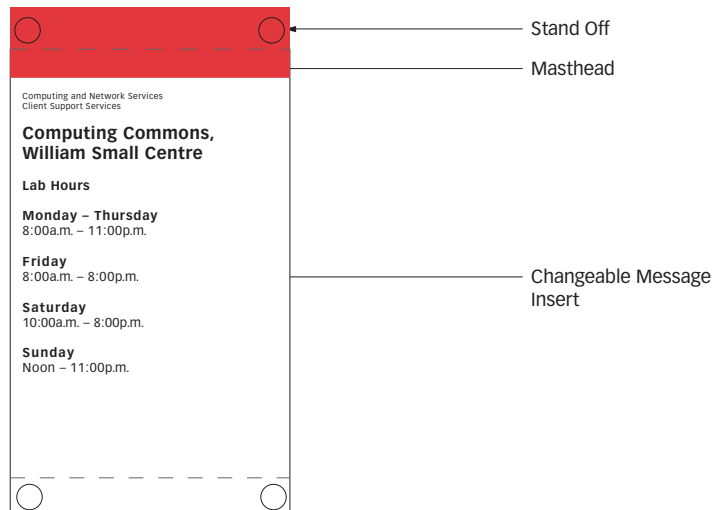 Stand Off
Masthead
Computing and Network Services
Client Support Services
Computing Commons,
William Small Centre
Lab Hours
Monday – Thursday
8:00a.m. – 11:00p.m.
Friday
8:00a.m. – 8:00p.m.
Saturday
10:00a.m. – 8:00p.m.
Sunday
Noon – 11:00p.m.
Changeable Message
Insert